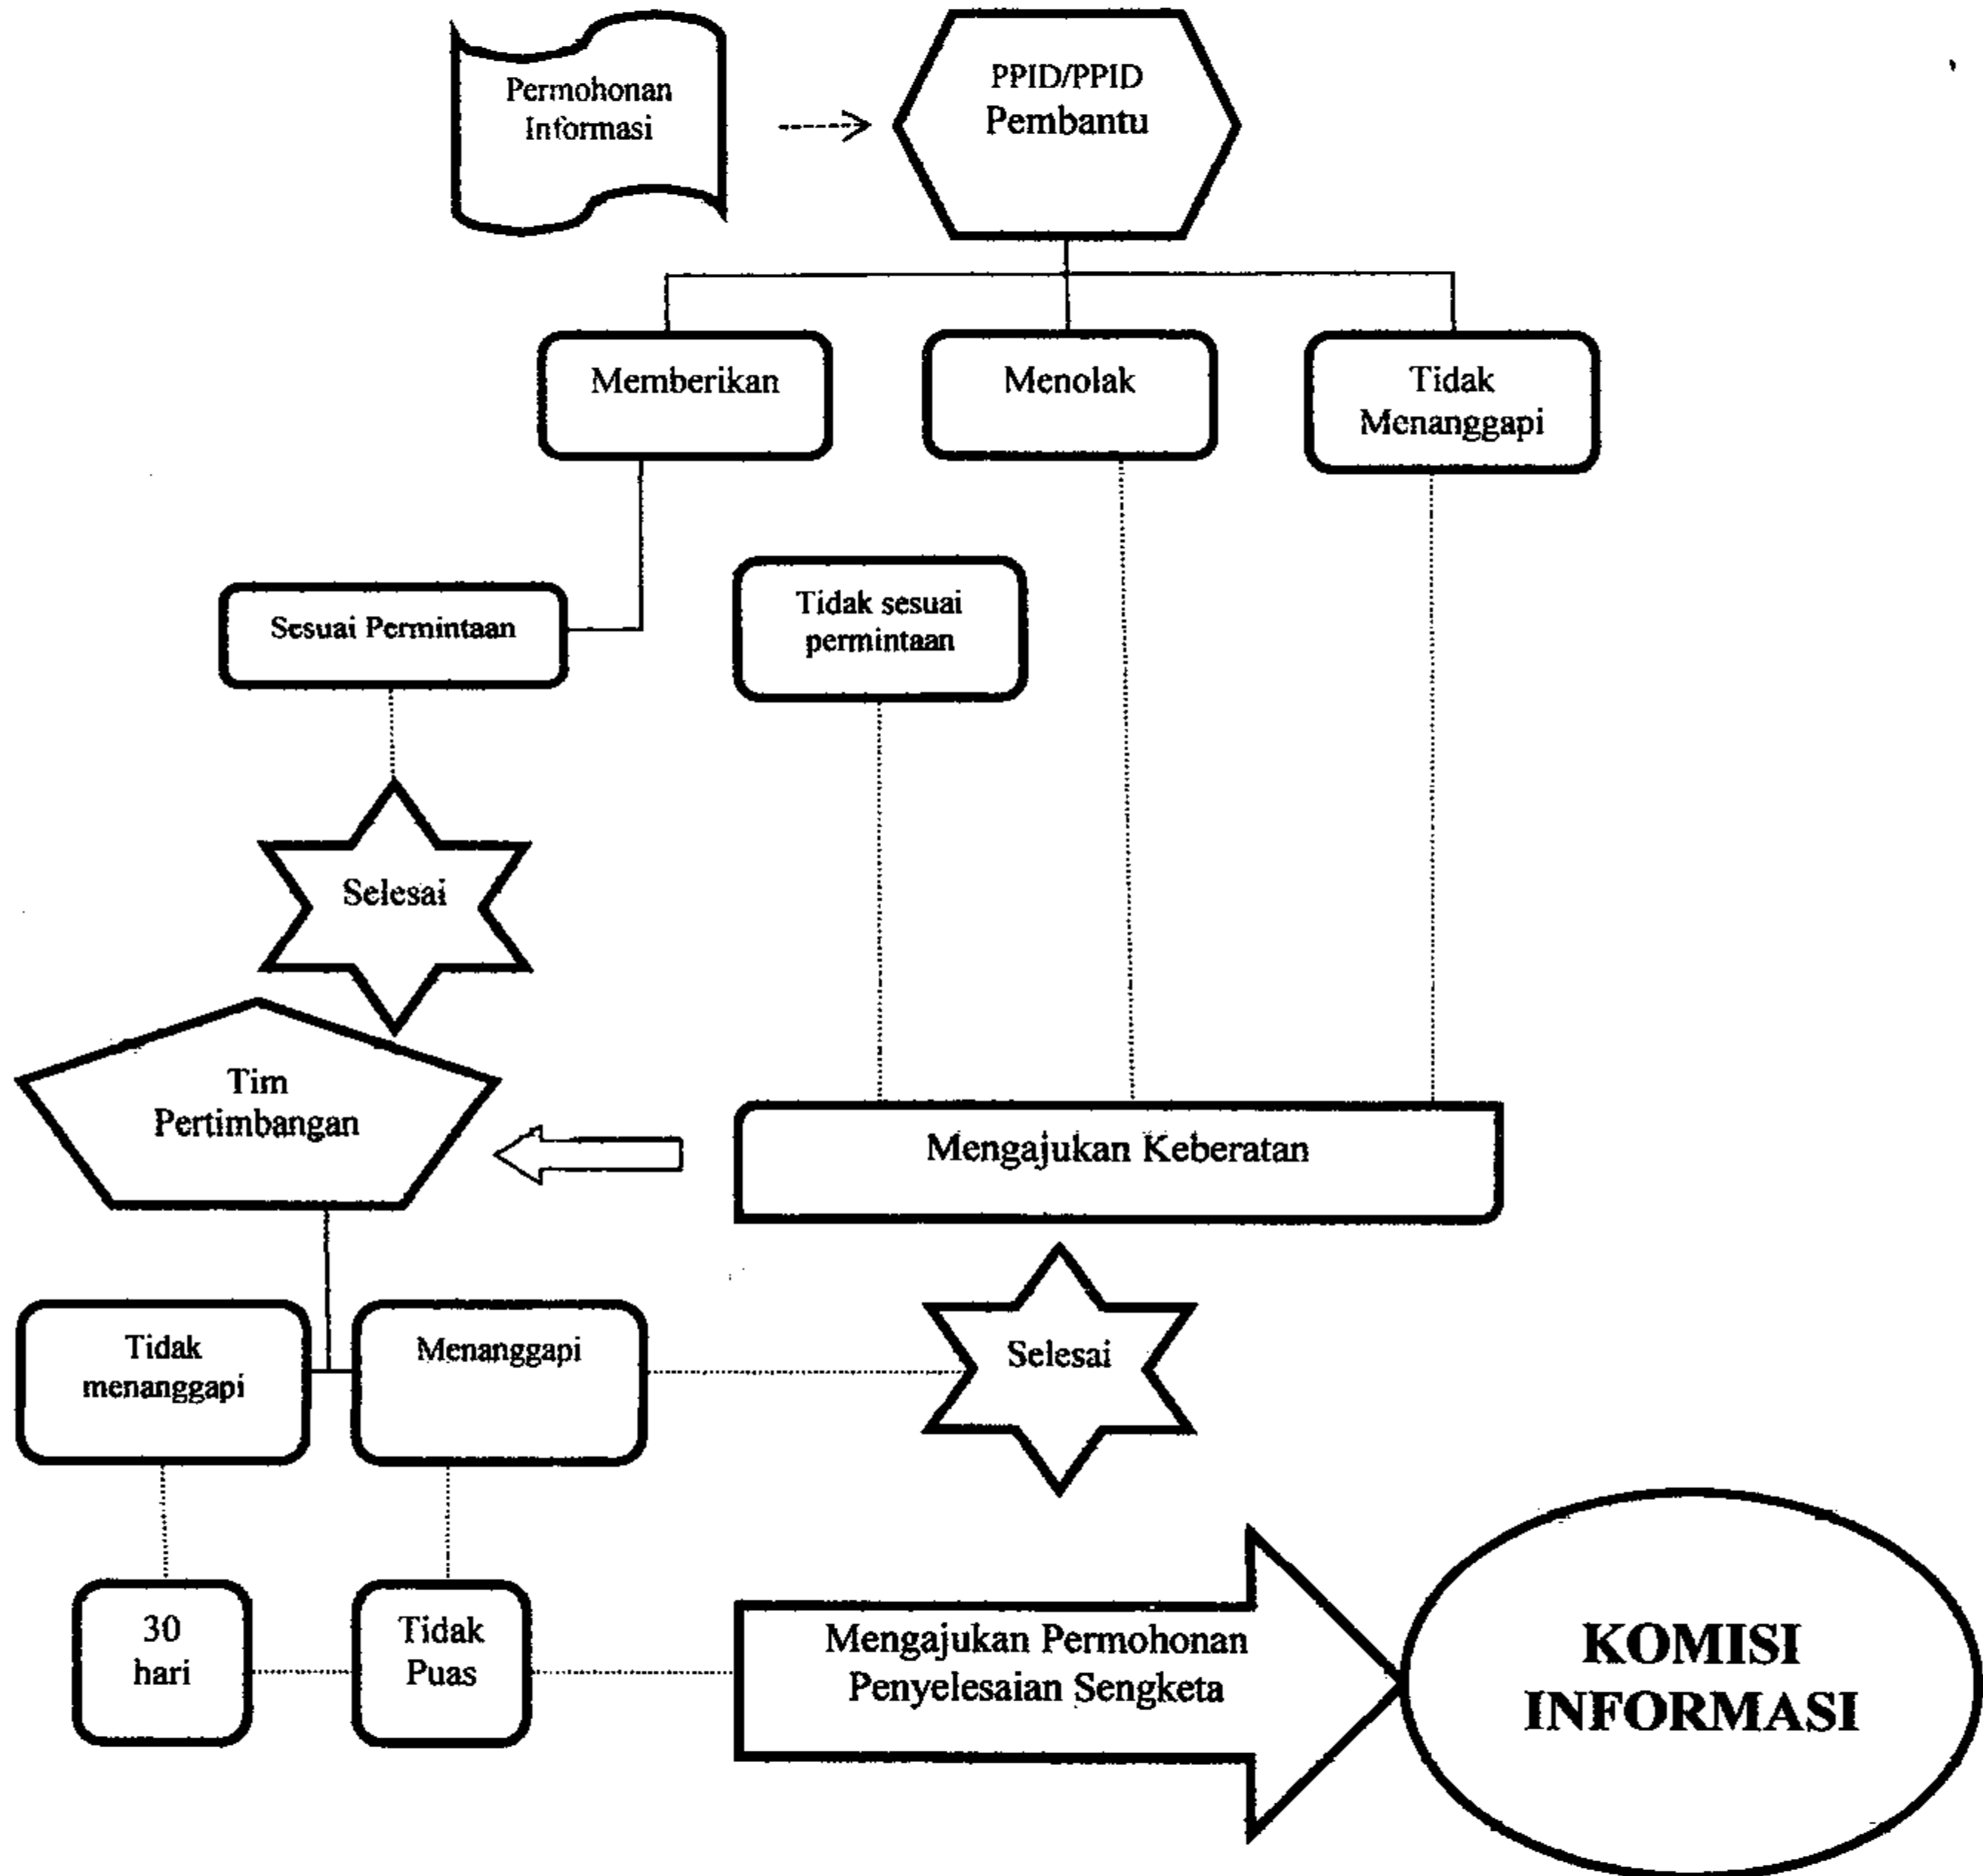 Permohonan
Informasi
PPID/PPID
Pembantu
Memberikan
Menolak
Tidak
Menanggapi
Sesuai Permintaan
Tidak sesuai
permintaan
Selesai
Tim
Pertimbangan
Mengajukan Keberatan
Tidak
menanggapi
Menanggapi
Selesai
30
hari
Tidak
Puas
Mengajukan Permohonan
Penyelesaian Sengketa
KOMISI
INFORMASI